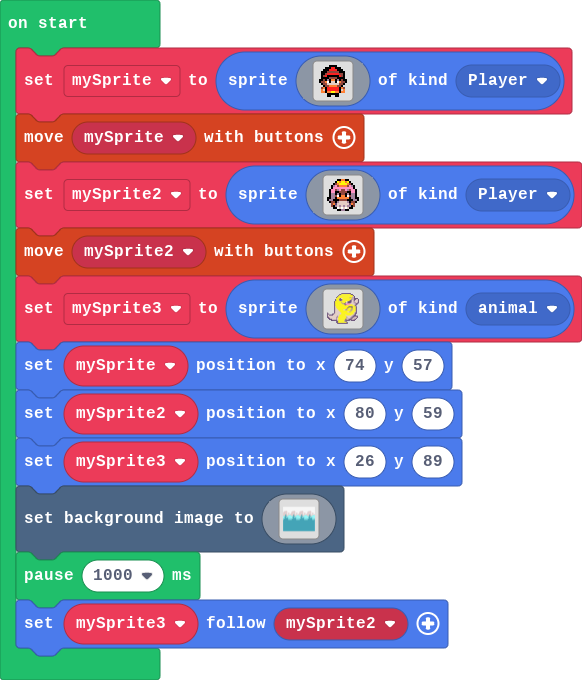 on start
set mySprite to sprite of kind Player
move mySprite with buttons
set mySprite2 to sprite of kind Player
move mySprite2 with buttons
set mySprite3 to sprite of kind animal
set mySprite position to x 74 y 57
set mySprite2 position to x 80 y 59
set mySprite3 position to x 26 y 89
set background image to
pause 1000 ms
set mySprite3 follow mySprite2